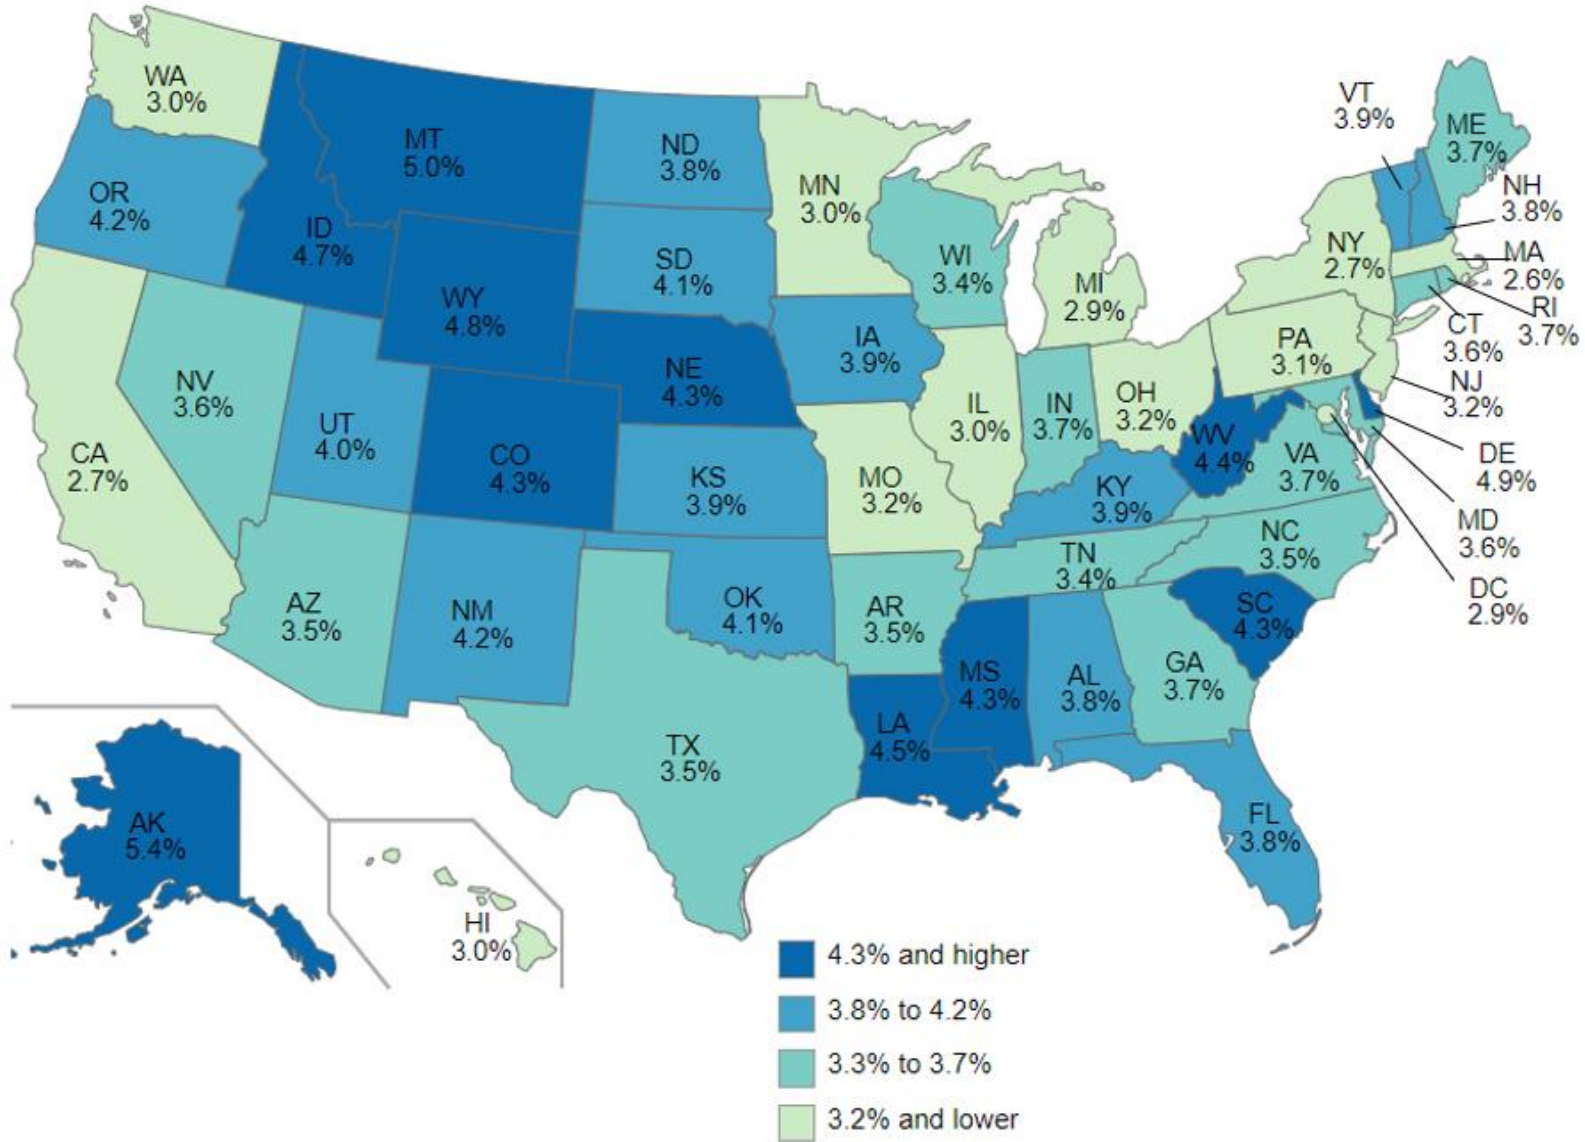 WA
3.0%
MT
5.0%
ND
3.8%
MN
3.0%
VT
3.9%
ME
3.7%
NH
3.8%
OR
4.2%
ID
4.7%
WY
4.8%
SD
4.1%
WI
3.4%
MI
2.9%
NY
2.7%
MA
2.6%
RI
3.7%
CT
3.6%
NJ
3.2%
CA
2.7%
NV
3.6%
UT
4.0%
CO
4.3%
NE
4.3%
KS
3.9%
IA
3.9%
MO
3.2%
IL
3.0%
IN
3.7%
OH
3.2%
PA
3.1%
WV
4.4%
VA
3.7%
KY
3.9%
DE
4.9%
MD
3.6%
DC
2.9%
AZ
3.5%
NM
4.2%
OK
4.1%
AR
3.5%
TN
3.4%
NC
3.5%
SC
4.3%
TX
3.5%
LA
4.5%
MS
4.3%
AL
3.8%
GA
3.7%
FL
3.8%
AK
5.4%
HI
3.0%
4.3% and higher
3.8% to 4.2%
3.3% to 3.7%
3.2% and lower